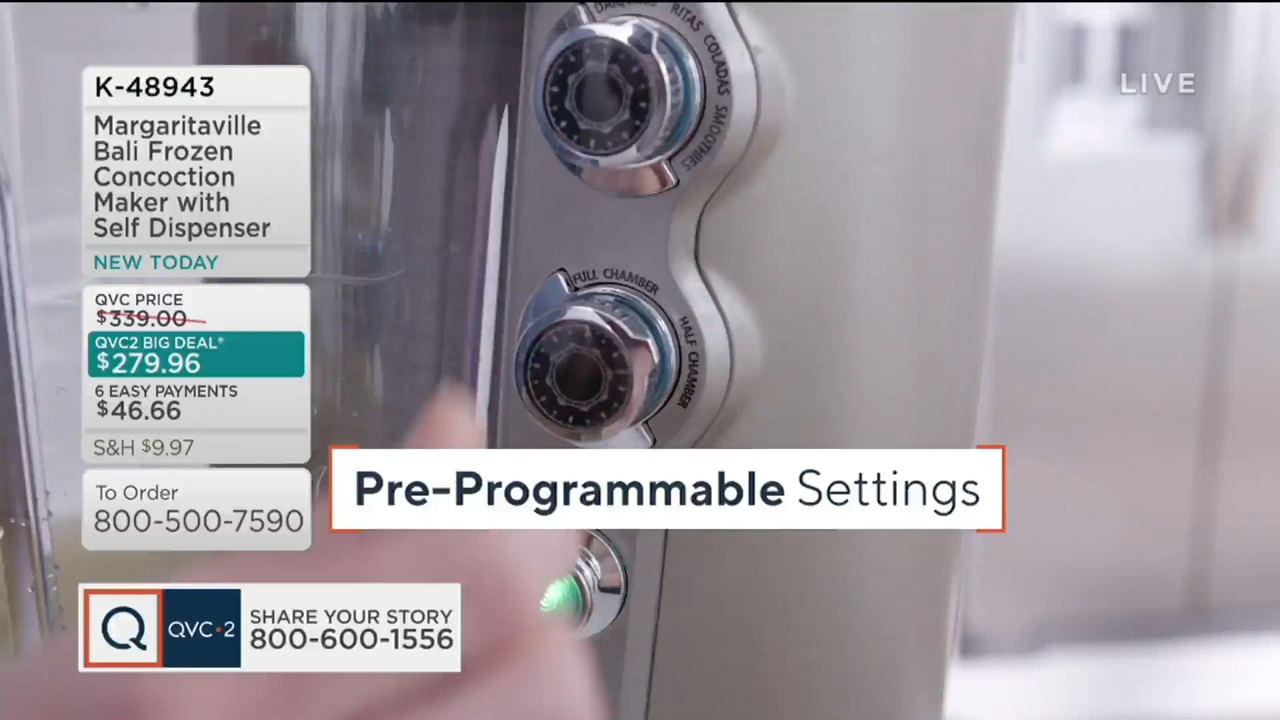 K-48943
Margaritaville
Bali Frozen
Concoction
Maker with
Self Dispenser
NEW TODAY
QVC PRICE
$339.00
QVC2 BIG DEAL®
$279.96
6 EASY PAYMENTS
$46.66
S&H $9.97
To Order
800-500-7590
Q QVC•2 SHARE YOUR STORY
800-600-1556
LIVE
RITAS COLADAS SMOOTHIES
FULL CHAMBER
HALF CHAMBER
Pre-Programmable Settings